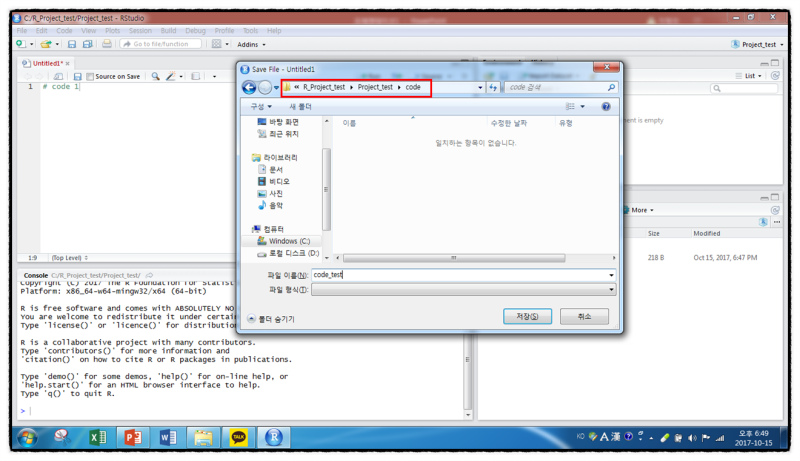 C:/R_Project_test/Project_test - RStudio
File Edit Code View Plots Session Build Debug Profile Tools Help
Go to file/function
Addins
Project_test
Untitled1*
Source on Save
1 # code 1
1:9 (Top Level)
Save File - Untitled1
« R_Project_test ▸ Project_test ▸ code
code 검색
구성 새 폴더
이름 수정한 날짜 유형
일치하는 항목이 없습니다.
바탕 화면
최근 위치
라이브러리
문서
비디오
사진
음악
컴퓨터
Windows (C:)
로컬 디스크 (D:)
파일 이름(N): code_test
파일 형식(T):
폴더 숨기기
저장(S) 취소
List
ment is empty
More
Size Modified
218 B Oct 15, 2017, 6:47 PM
Console C:/R_Project_test/Project_test/
Copyright (C) 2017 The R Foundation for Statist
Platform: x86_64-w64-mingw32/x64 (64-bit)
R is free software and comes with ABSOLUTELY NO
You are welcome to redistribute it under certai
Type 'license()' or 'licence()' for distribution
R is a collaborative project with many contributors.
Type 'contributors()' for more information and
'citation()' on how to cite R or R packages in publications.
Type 'demo()' for some demos, 'help()' for on-line help, or
'help.start()' for an HTML browser interface to help.
Type 'q()' to quit R.
>
TALK
KO A 漢
오후 6:49
2017-10-15